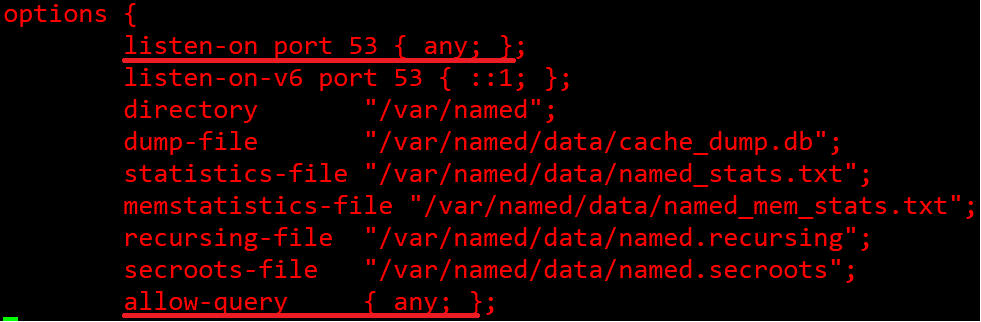 options {
listen-on port 53 { any; };
listen-on-v6 port 53 { ::1; };
directory "/var/named";
dump-file "/var/named/data/cache_dump.db";
statistics-file "/var/named/data/named_stats.txt";
memstatistics-file "/var/named/data/named_mem_stats.txt";
recursing-file "/var/named/data/named.recursing";
secroots-file "/var/named/data/named.secroots";
allow-query { any; };